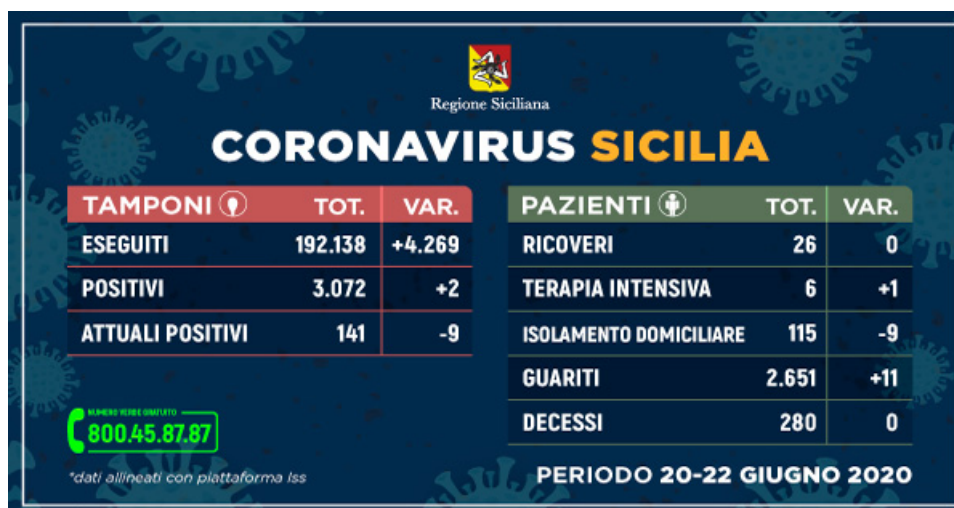 Regione Siciliana
CORONAVIRUS SICILIA
TAMPONI TOT. VAR.
ESEGUITI 192.138 +4.269
POSITIVI 3.072 +2
ATTUALI POSITIVI 141 -9
PAZIENTI TOT. VAR.
RICOVERI 26 0
TERAPIA INTENSIVA 6 +1
ISOLAMENTO DOMICILIARE 115 -9
GUARITI 2.651 +11
DECESSI 280 0
NUMERO VERDE GRATUITO
800.45.87.87
*dati allineati con piattaforma Iss
PERIODO 20-22 GIUGNO 2020